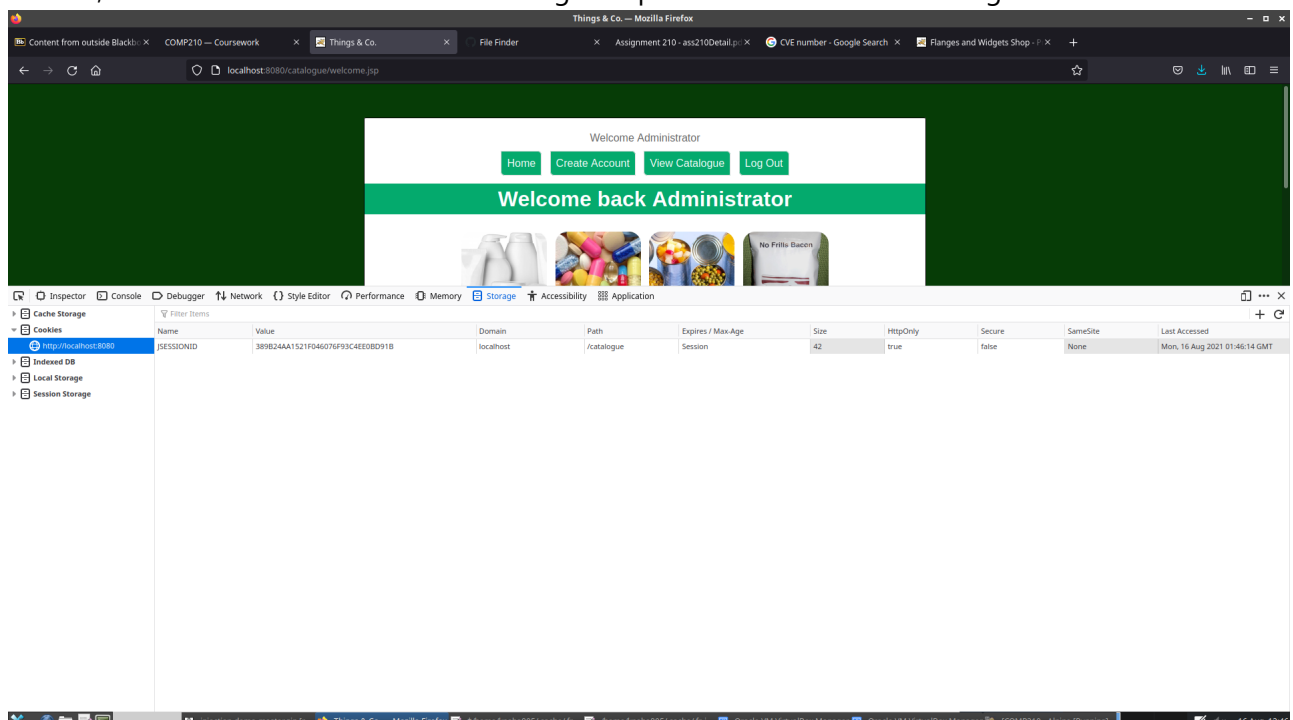 Things & Co. — Mozilla Firefox
Content from outside Blackbo
COMP210 — Coursework
Things & Co.
File Finder
Assignment 210 - ass210Detail.pd
CVE number - Google Search
Flanges and Widgets Shop - P
localhost:8080/catalogue/welcome.jsp
Welcome Administrator
Home Create Account View Catalogue Log Out
Welcome back Administrator
No Frills Bacon
Inspector Console Debugger Network Style Editor Performance Memory Storage Accessibility Application
Cache Storage
Filter Items
Cookies
Name Value Domain Path Expires / Max-Age Size HttpOnly Secure SameSite Last Accessed
http://localhost:8080
JSESSIONID 389B24AA1521F046076F93C4EE0BD91B localhost /catalogue Session 42 true false None Mon, 16 Aug 2021 01:46:14 GMT
Indexed DB
Local Storage
Session Storage